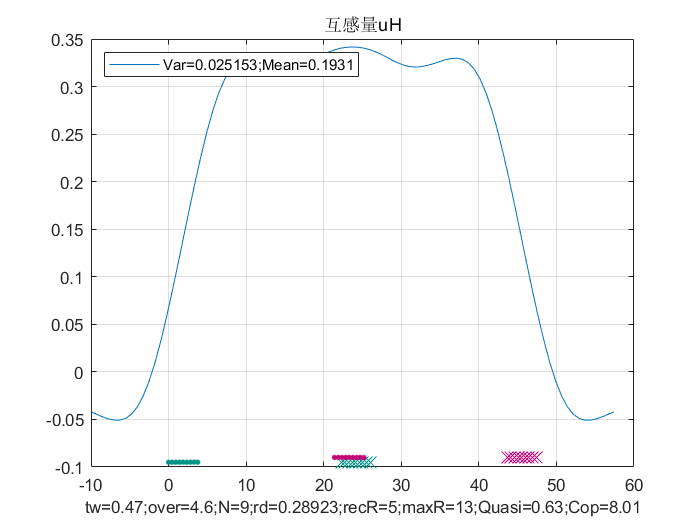 互感量uH
Var=0.025153;Mean=0.1931
0.35
0.3
0.25
0.2
0.15
0.1
0.05
0
-0.05
-0.1
-10 0 10 20 30 40 50 60
tw=0.47;over=4.6;N=9;rd=0.28923;recR=5;maxR=13;Quasi=0.63;Cop=8.01